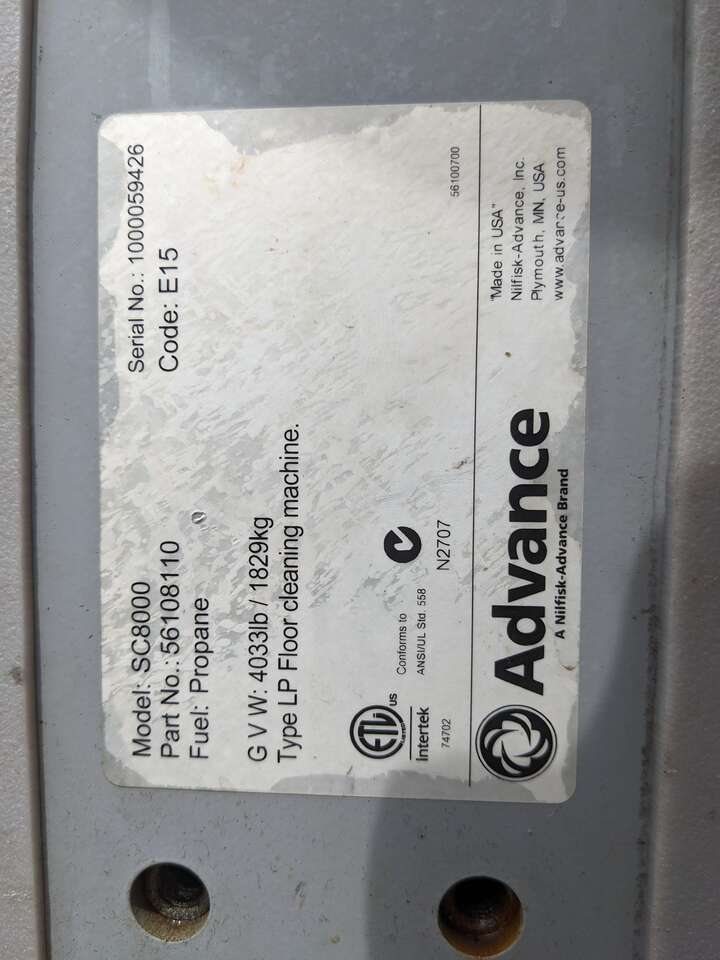 Model: SC8000
Serial No.: 1000059426
Part No.: 56108110
Code: E15
Fuel: Propane
G V W: 4033lb / 1829kg
Type LP Floor cleaning machine.
ETL
US
Intertek
74702
Conforms to
ANSI/UL Std. 558
N2707
56100700
Advance
A Nilfisk-Advance Brand
"Made in USA"
Nilfisk-Advance, Inc.
Plymouth, MN, USA
www.advance-us.com